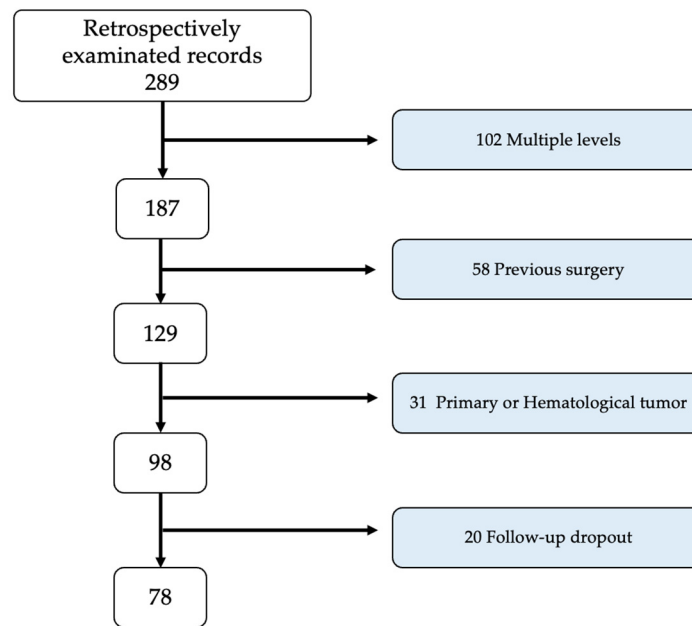 Retrospectively
examined records
289
102 Multiple levels
187
58 Previous surgery
129
31 Primary or Hematological tumor
98
20 Follow-up dropout
78